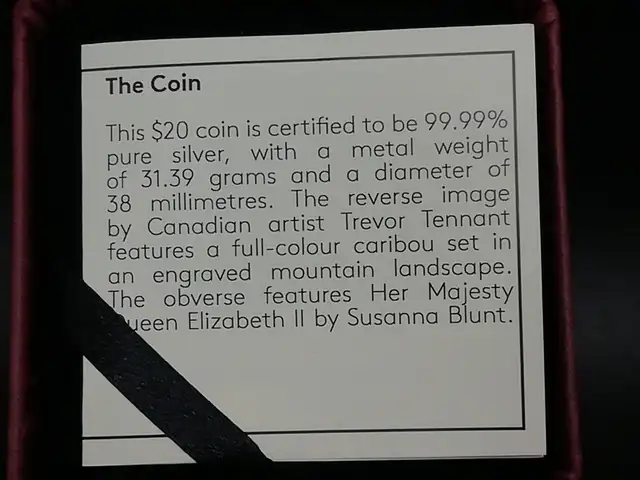 The Coin
This $20 coin is certified to be 99.99%
pure silver, with a metal weight
of 31.39 grams and a diameter of
38 millimetres. The reverse image
by Canadian artist Trevor Tennant
features a full-colour caribou set in
an engraved mountain landscape.
The obverse features Her Majesty
Queen Elizabeth II by Susanna Blunt.